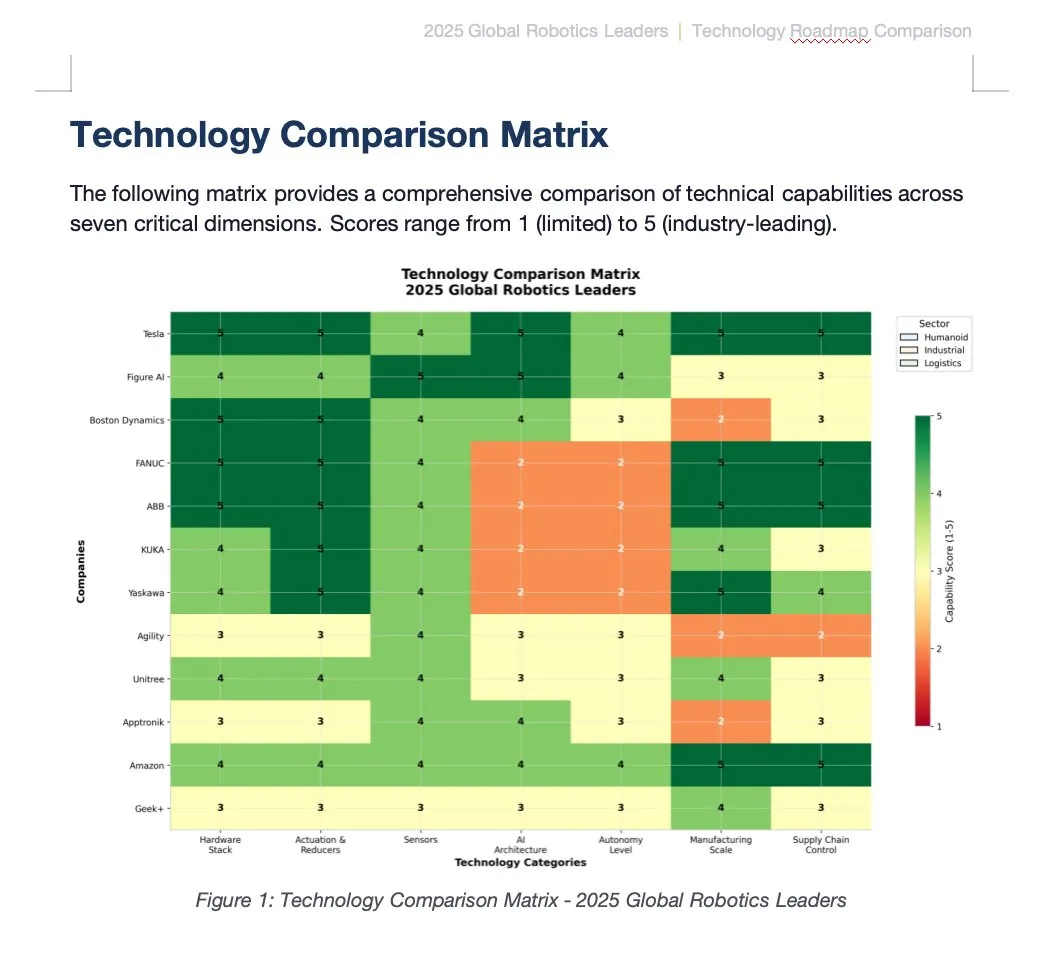 2025 Global Robotics Leaders | Technology Roadmap Comparison
Technology Comparison Matrix
The following matrix provides a comprehensive comparison of technical capabilities across
seven critical dimensions. Scores range from 1 (limited) to 5 (industry-leading).
Technology Comparison Matrix
2025 Global Robotics Leaders
Sector
Humanoid
Industrial
Logistics
Companies
Tesla 5 5 4 5 4 5 5
Figure AI 4 4 5 5 4 3 3
Boston Dynamics 5 5 4 4 3 2 3
FANUC 5 5 4 2 2 5 5
ABB 5 5 4 2 2 5 5
KUKA 4 5 4 2 2 4 3
Yaskawa 4 5 4 2 2 5 4
Agility 3 3 4 3 3 2 2
Unitree 4 4 4 3 3 4 3
Apptronik 3 3 4 4 3 2 3
Amazon 4 4 4 4 4 5 5
Geek+ 3 3 3 3 3 4 3
Hardware Stack
Actuation & Reducers
Sensors
AI Architecture
Autonomy Level
Manufacturing Scale
Supply Chain Control
Technology Categories
5
4
3
2
1
Capability Score (1-5)
Figure 1: Technology Comparison Matrix - 2025 Global Robotics Leaders